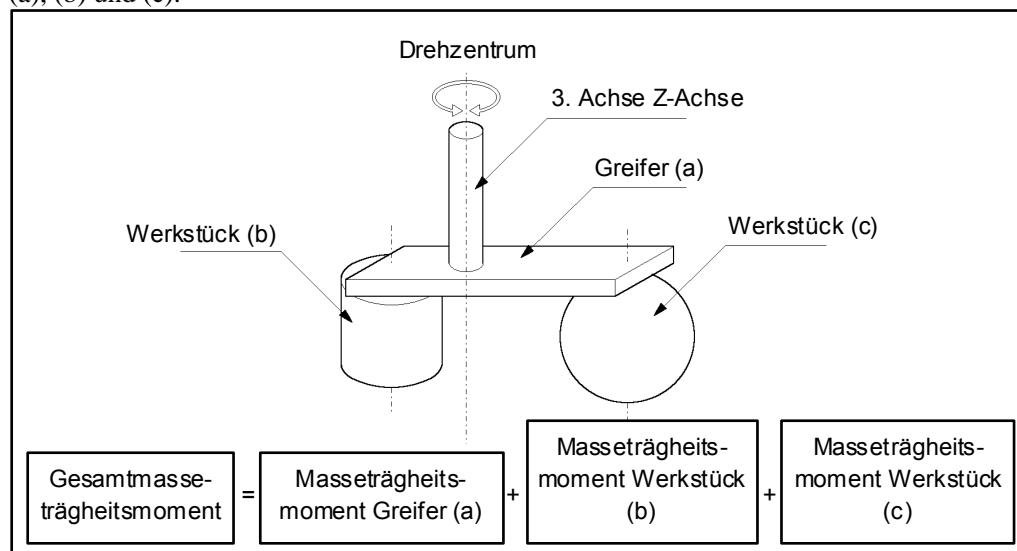 (a), (b) und (c).
Drehzentrum
3. Achse Z-Achse
Greifer (a)
Werkstück (b)
Werkstück (c)
Gesamtmasse-
trägheitsmoment
=
Masseträgheits-
moment Greifer (a)
+
Masseträgheits-
moment Werkstück
(b)
+
Masseträgheits-
moment Werkstück
(c)